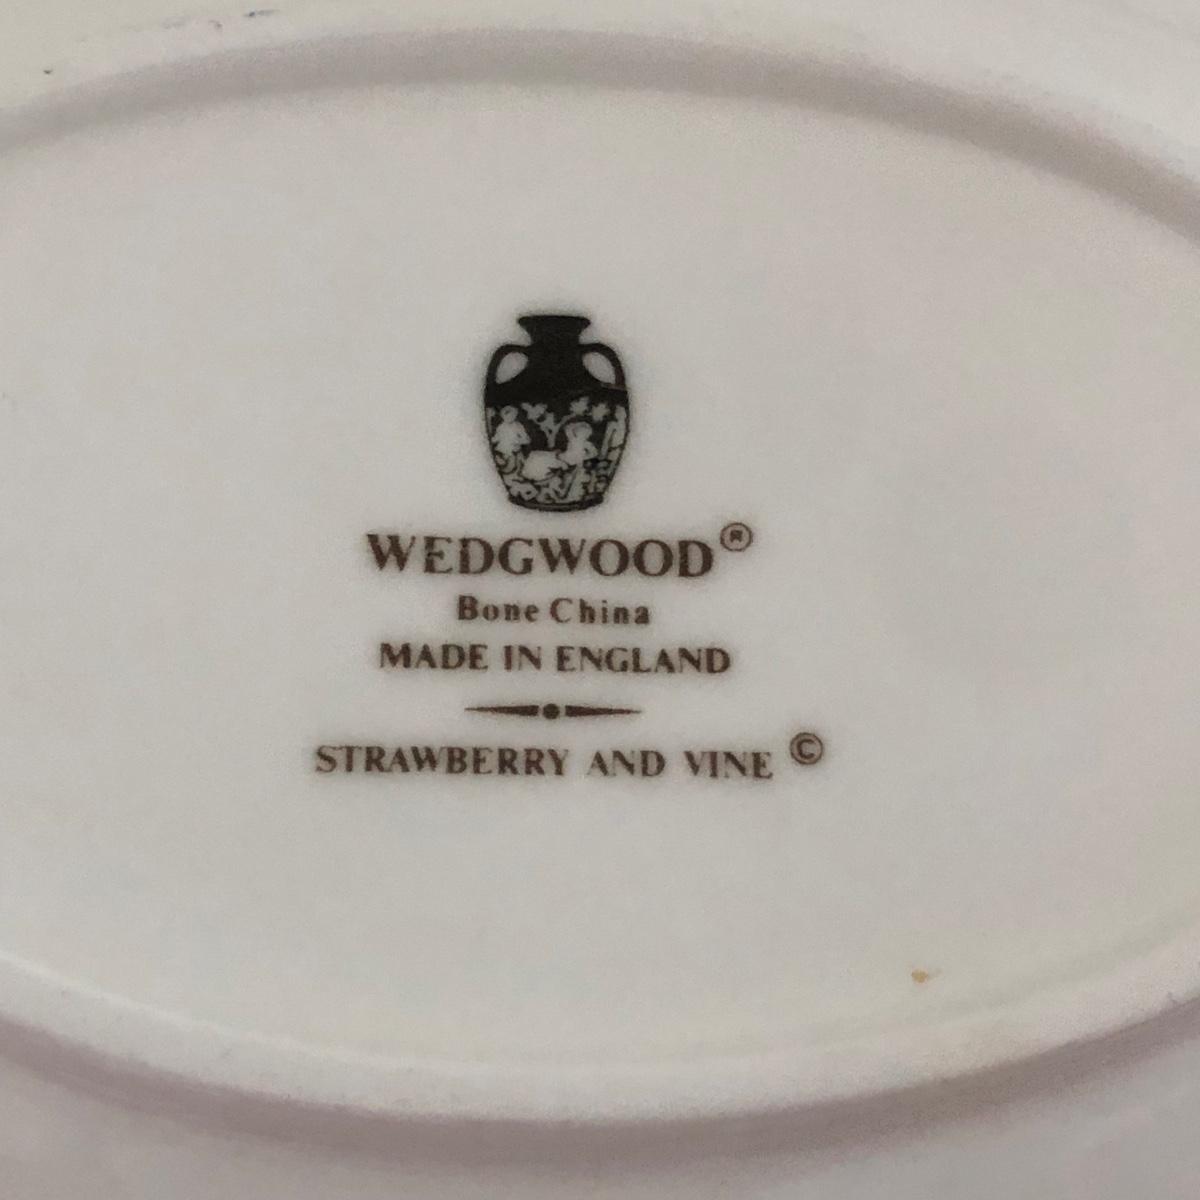 WEDGWOOD®
Bone China
MADE IN ENGLAND
STRAWBERRY AND VINE ©